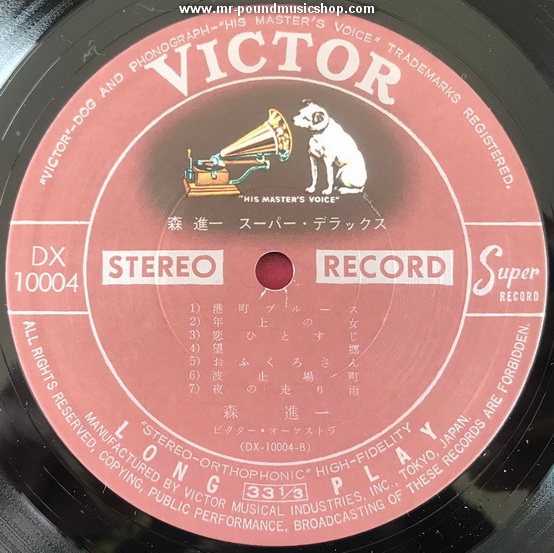 www.mr-poundmusicshop.com
"VICTOR"-DOG AND PHONOGRAPH-"HIS MASTER'S VOICE" TRADEMARKS REGISTERED.
VICTOR
"HIS MASTER'S VOICE"
森 進一 スーパー・デラックス
DX
10004
STEREO RECORD
Super
RECORD
1) 港町ブルース
2) 年上の女
3) 恋ひとすじ
4) 望郷
5) おふくろさん
6) 波止場町
7) 夜の走り雨
森 進一
ビクター・オーケストラ
(DX-10004-B)
"STEREO-ORTHOPHONIC" HIGH-FIDELITY
LONG 33 1/3 PLAY
MANUFACTURED BY VICTOR MUSICAL INDUSTRIES, INC., TOKYO, JAPAN.
ALL RIGHTS RESERVED, COPYING, PUBLIC PERFORMANCE, BROADCASTING OF THESE RECORDS ARE FORBIDDEN.